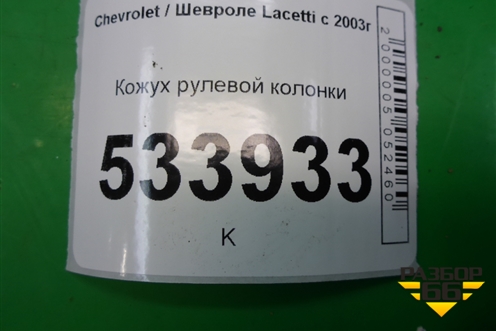 Chevrolet / Шевроле Lacetti с 2003г
Кожух рулевой колонки
533933
К
2000005052460
РАЗБОР
66